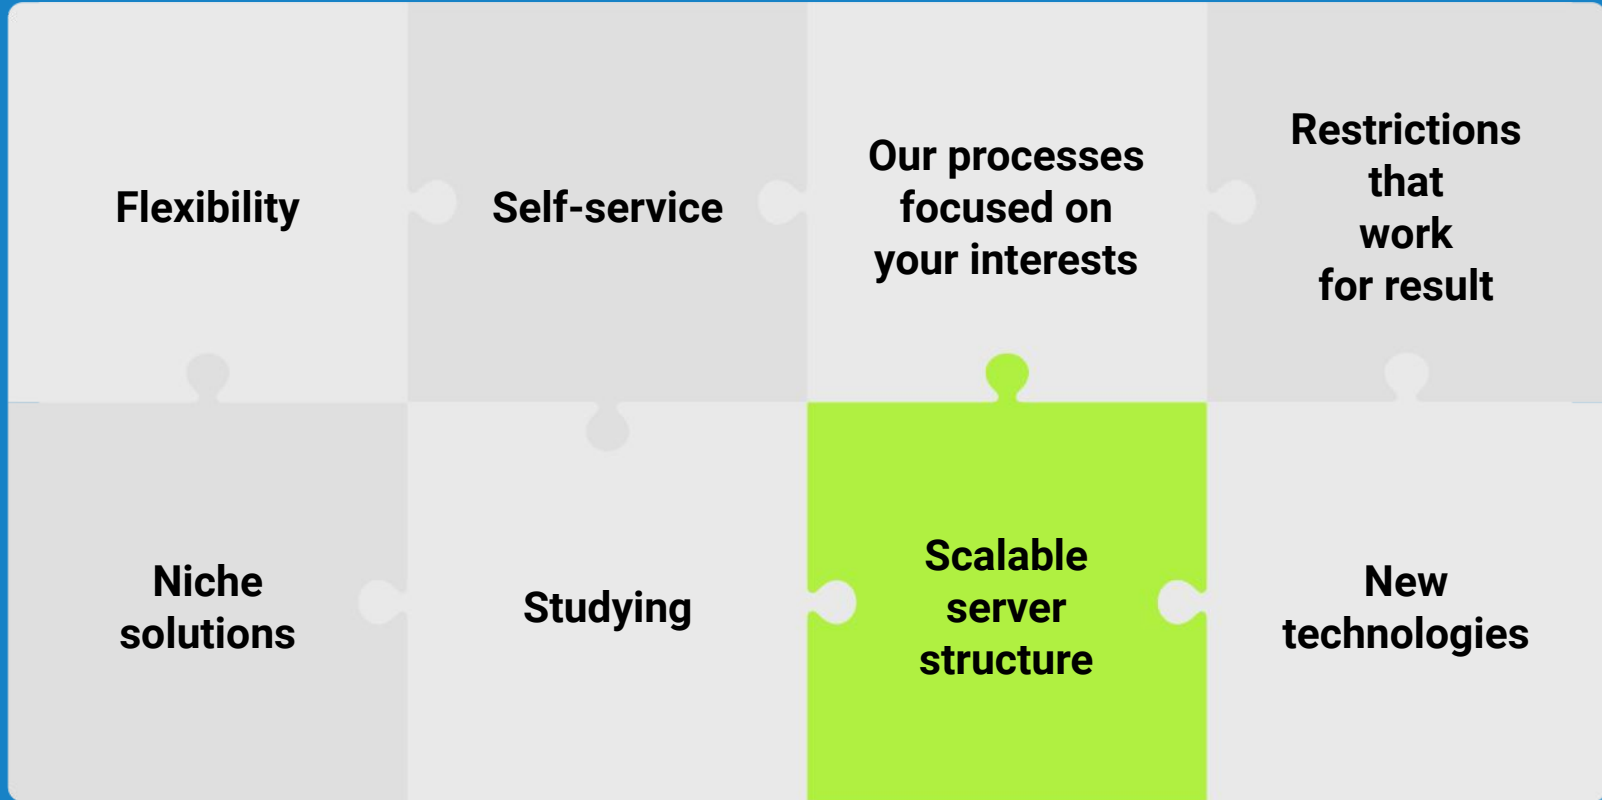 Flexibility
Self-service
Our processes
focused on
your interests
Restrictions
that
work
for result
Niche
solutions
Studying
Scalable
server
structure
New
technologies